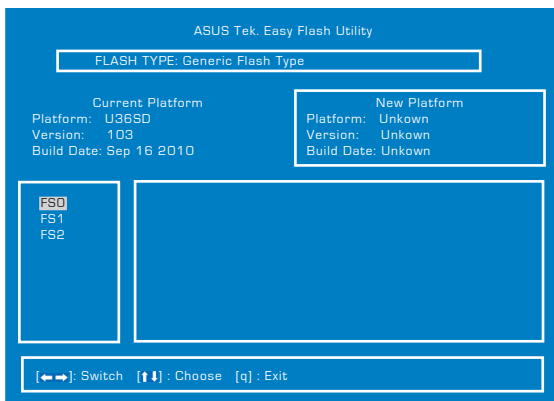 ASUS Tek. Easy Flash Utility
FLASH TYPE: Generic Flash Type
Current Platform
Platform: U36SD
Version: 103
Build Date: Sep 16 2010
New Platform
Platform: Unkown
Version: Unkown
Build Date: Unkown
FS0
FS1
FS2
[⬅➡]: Switch [⬆⬇] : Choose [q] : Exit